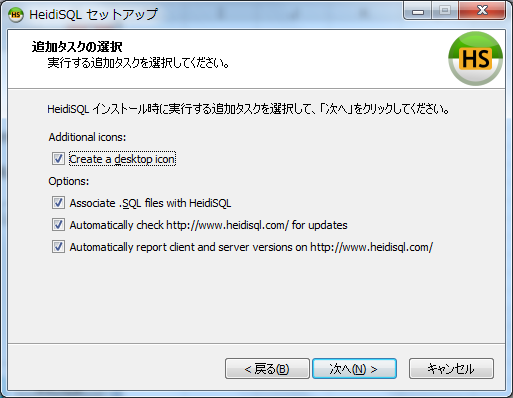 HeidiSQL セットアップ
追加タスクの選択
実行する追加タスクを選択してください。
HS
HeidiSQL インストール時に実行する追加タスクを選択して、「次へ」をクリックしてください。
Additional icons:
Create a desktop icon
Options:
Associate .SQL files with HeidiSQL
Automatically check http://www.heidisql.com/ for updates
Automatically report client and server versions on http://www.heidisql.com/
< 戻る(B) 次へ(N) > キャンセル